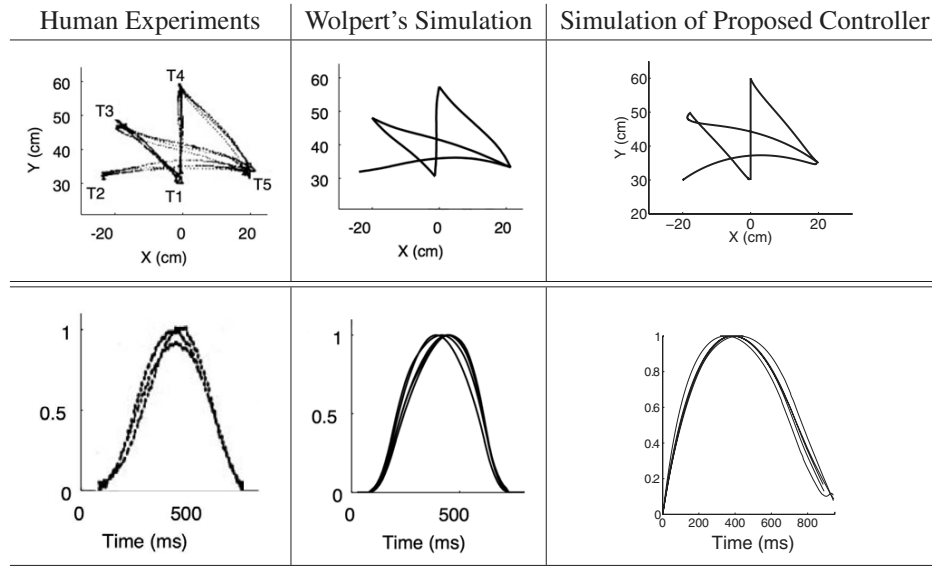 Human Experiments
Wolpert's Simulation
Simulation of Proposed Controller
Y (cm)
60
50
40
30
T4
T3
T2
T1
T5
-20
0
20
X (cm)
Y (cm)
60
50
40
30
-20
0
20
X (cm)
Y (cm)
60
50
40
30
20
−20
0
20
X (cm)
1
0.5
0
0
500
Time (ms)
1
0.5
0
0
500
Time (ms)
1
0.8
0.6
0.4
0.2
0
0
200
400
600
800
Time (ms)